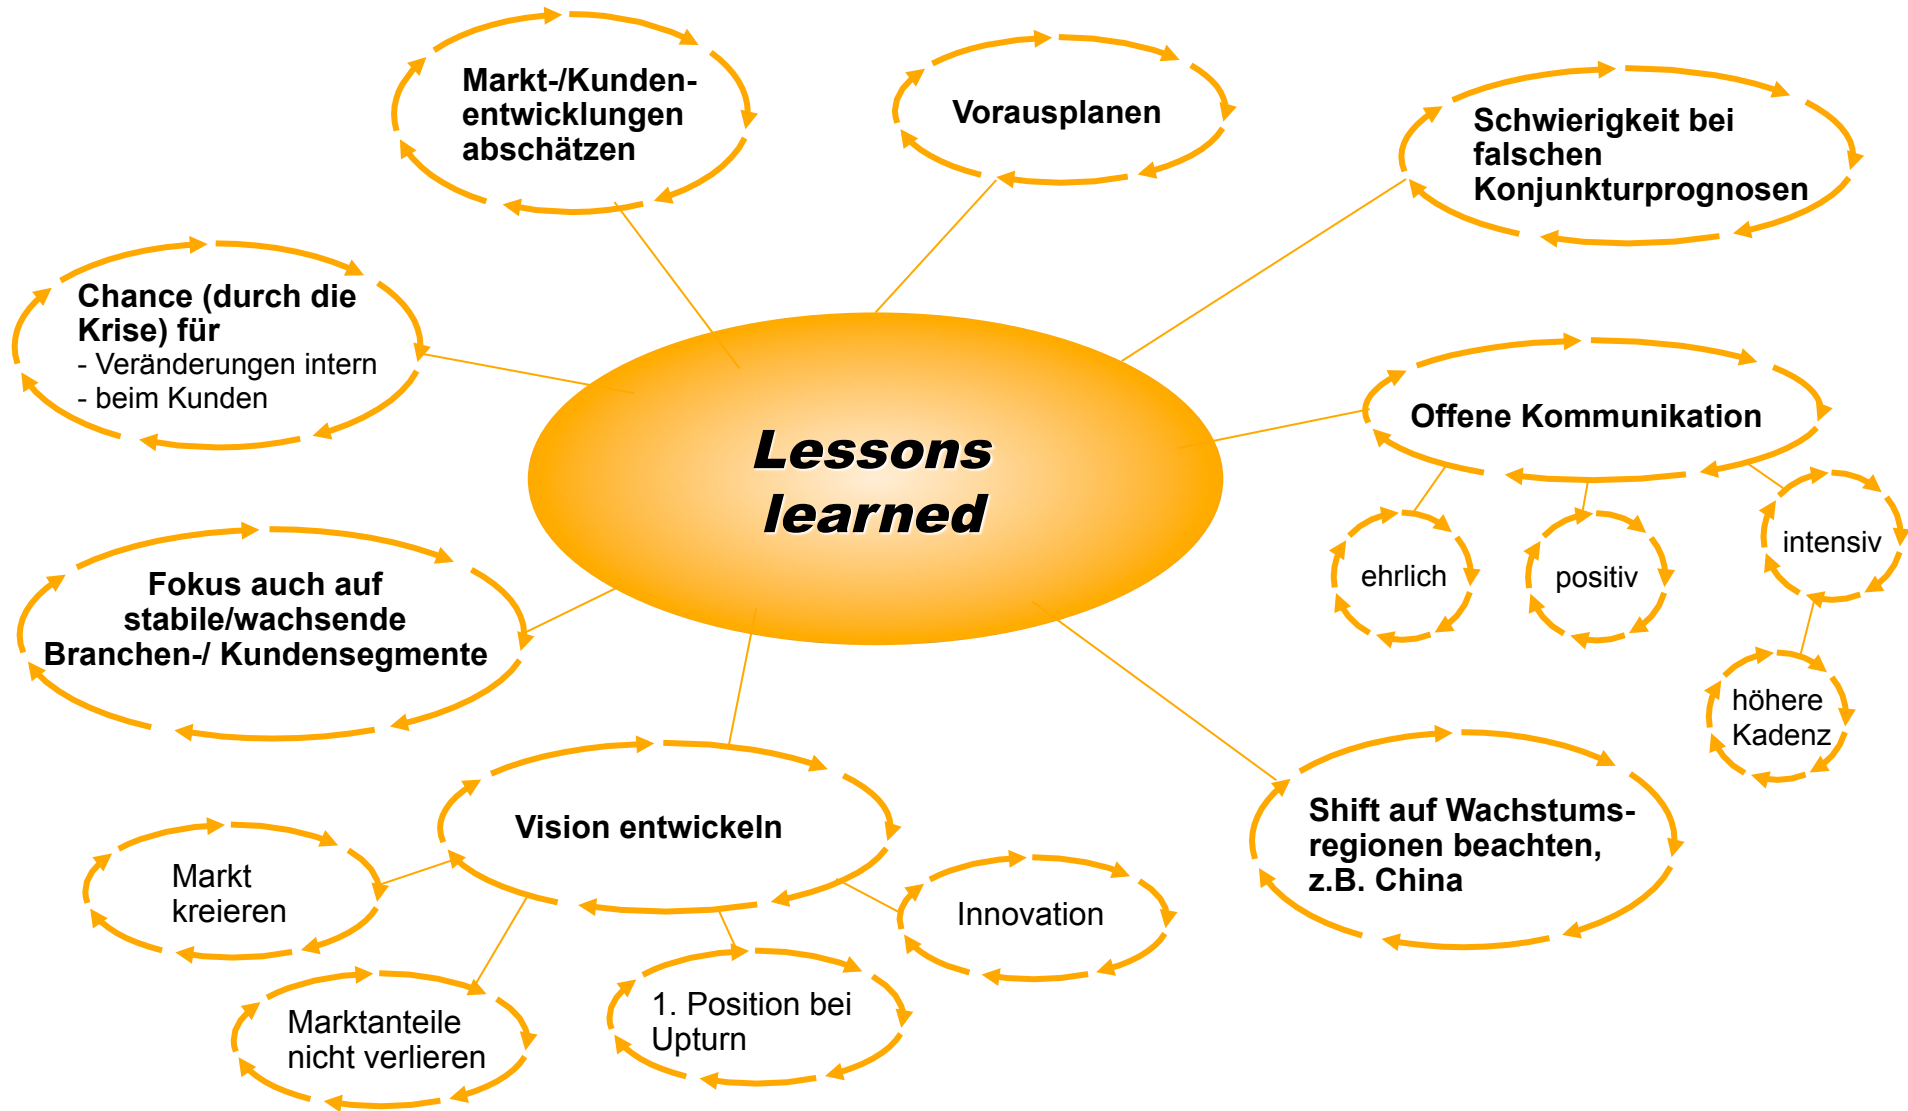 Markt-/Kunden-
entwicklungen
abschätzen
Vorausplanen
Schwierigkeit bei
falschen
Konjunkturprognosen
Chance (durch die
Krise) für
- Veränderungen intern
- beim Kunden
Lessons
learned
Offene Kommunikation
ehrlich
positiv
intensiv
höhere
Kadenz
Fokus auch auf
stabile/wachsende
Branchen-/ Kundensegmente
Vision entwickeln
Markt
kreieren
Marktanteile
nicht verlieren
1. Position bei
Upturn
Innovation
Shift auf Wachstums-
regionen beachten,
z.B. China